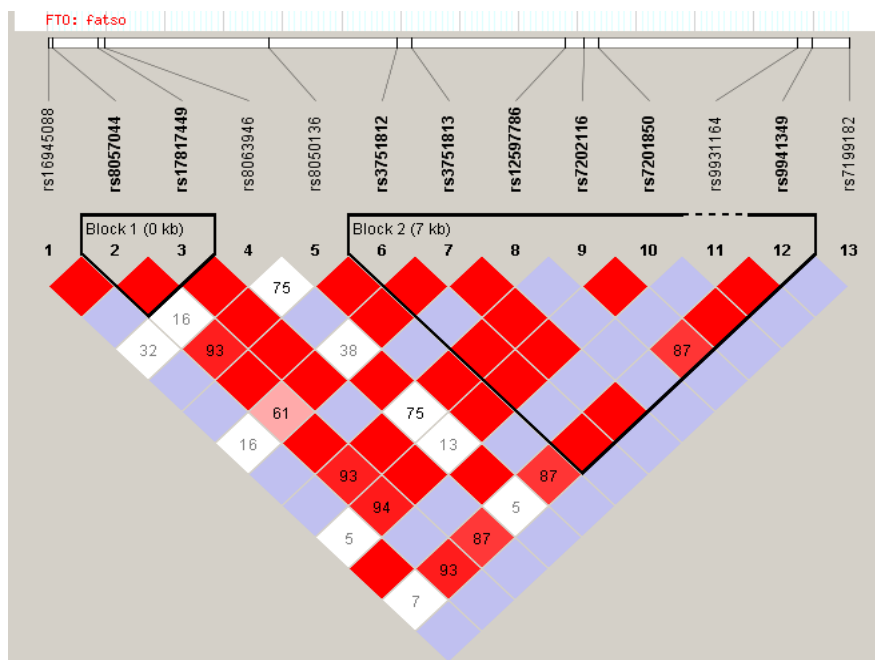 FTO: fatso
rs16945088
rs8057044
rs17817449
rs8063946
rs8050136
rs3751812
rs3751813
rs12597786
rs7202116
rs7201850
rs9931164
rs9941349
rs7199182
Block 1 (0 kb)
Block 2 (7 kb)
1 2 3 4 5 6 7 8 9 10 11 12 13
75
16
32 93 38 87
61 75
16 13
93 87
94 5
5 87
93
7